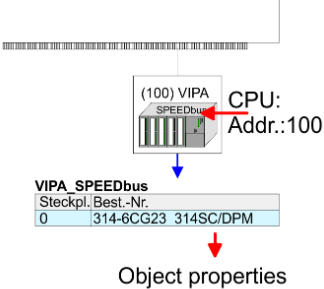 (100) VIPA
SPEEDbus
CPU:
Addr.:100
VIPA_SPEEDbus
Steckpl. Best.-Nr.
0 314-6CG23 314SC/DPM
Object properties